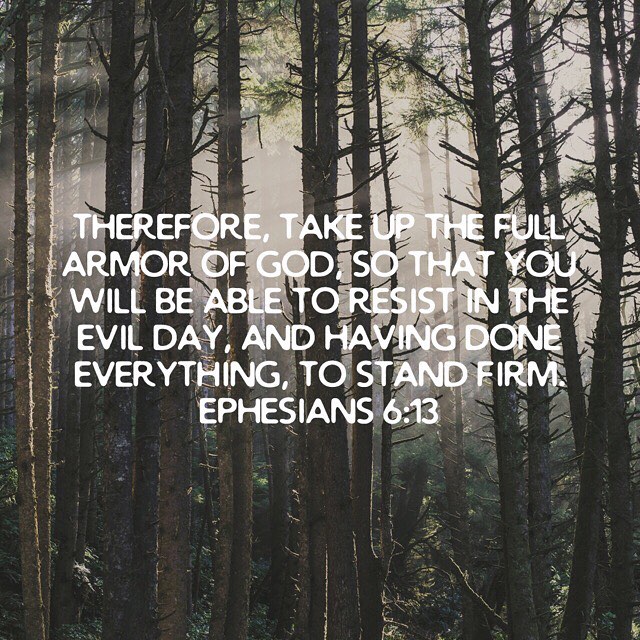 THEREFORE, TAKE UP THE FULL
ARMOR OF GOD, SO THAT YOU
WILL BE ABLE TO RESIST IN THE
EVIL DAY, AND HAVING DONE
EVERYTHING, TO STAND FIRM.
EPHESIANS 6:13